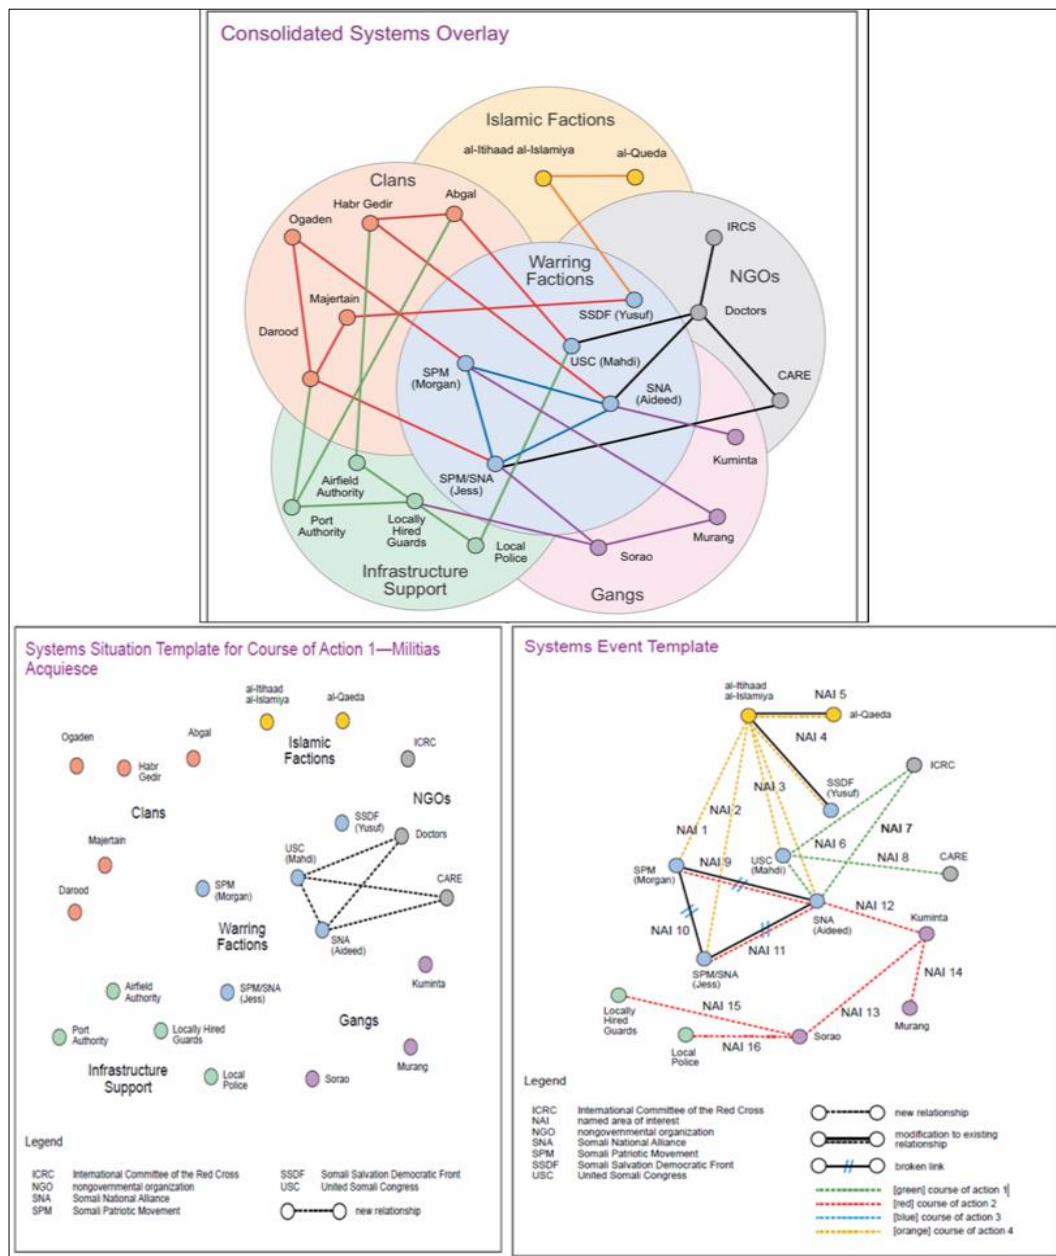 Consolidated Systems Overlay
Islamic Factions
al-Itihaad al-Islamiya
al-Queda
Clans
Habr Gedir
Abgal
Ogaden
IRCS
Warring
Factions
NGOs
Majertain
SSDF (Yusuf)
Doctors
Darood
USC (Mahdi)
SPM
(Morgan)
SNA
(Aideed)
CARE
Kuminta
SPM/SNA
(Jess)
Airfield
Authority
Port
Authority
Locally
Hired
Guards
Local
Police
Sorao
Murang
Infrastructure
Support
Gangs
Systems Situation Template for Course of Action 1—Militias
Acquiesce
al-Itihaad
al-Islamiya
al-Qaeda
Ogaden
Habr
Gedir
Abgal
Islamic
Factions
ICRC
Clans
NGOs
SSDF
(Yusuf)
Doctors
Majertain
USC
(Mahdi)
CARE
Darood
SPM
(Morgan)
Warring
Factions
SNA
(Aideed)
Kuminta
Airfield
Authority
SPM/SNA
(Jess)
Gangs
Port
Authority
Locally Hired
Guards
Murang
Infrastructure
Support
Local
Police
Sorao
Legend
ICRC International Committee of the Red Cross
NGO nongovernmental organization
SNA Somali National Alliance
SPM Somali Patriotic Movement
SSDF Somali Salvation Democratic Front
USC United Somali Congress
new relationship
Systems Event Template
al-Itihaad
al-Islamiya
NAI 5
al-Qaeda
NAI 4
ICRC
NAI 3
SSDF
(Yusuf)
NAI 2
NAI 1
NAI 6
NAI 7
SPM
(Morgan)
NAI 9
USC
(Mahdi)
NAI 8
CARE
NAI 12
Kuminta
SNA
(Aideed)
NAI 10
NAI 11
SPM/SNA
(Jess)
NAI 14
NAI 15
NAI 13
Murang
Locally
Hired
Guards
Local
Police
NAI 16
Sorao
Legend
ICRC International Committee of the Red Cross
NAI named area of interest
NGO nongovernmental organization
SNA Somali National Alliance
SPM Somali Patriotic Movement
SSDF Somali Salvation Democratic Front
USC United Somali Congress
new relationship
modification to existing
relationship
broken link
[green] course of action 1
[red] course of action 2
[blue] course of action 3
[orange] course of action 4